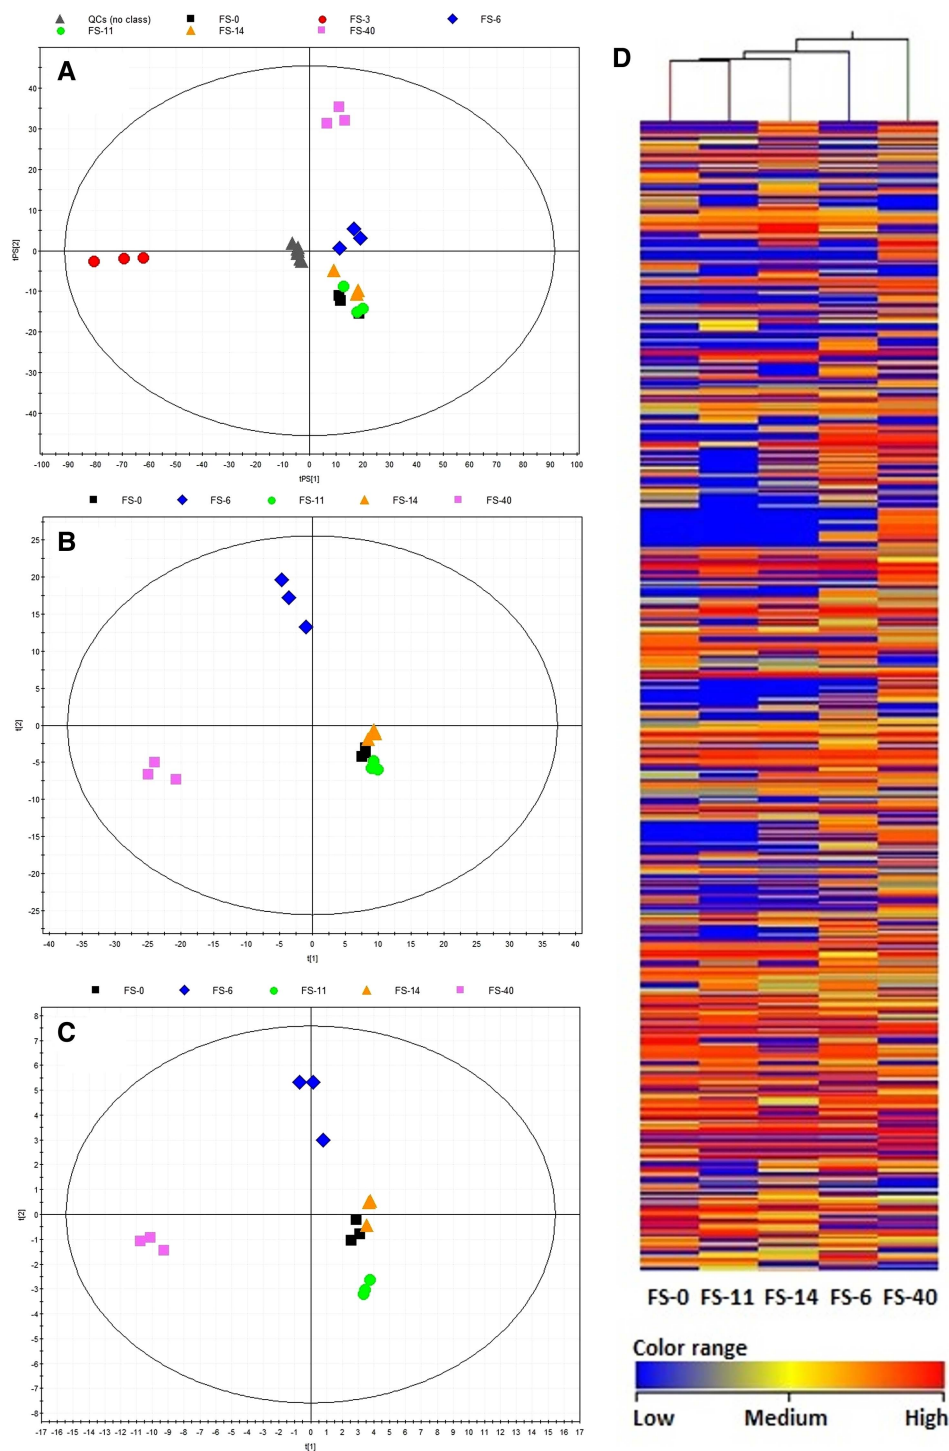 QCs (no class) FS-0 FS-3 FS-6
FS-11 FS-14 FS-40
A
40
30
20
10
0
-10
-20
-30
-40
tPS[2]
-100 -90 -80 -70 -60 -50 -40 -30 -20 -10 0 10 20 30 40 50 60 70 80 90 100
tPS[1]
FS-0 FS-6 FS-11 FS-14 FS-40
B
25
20
15
10
5
0
-5
-10
-15
-20
-25
t[2]
-40 -35 -30 -25 -20 -15 -10 -5 0 5 10 15 20 25 30 35 40
t[1]
FS-0 FS-6 FS-11 FS-14 FS-40
C
8
7
6
5
4
3
2
1
0
-1
-2
-3
-4
-5
-6
-7
-8
t[2]
-17 -16 -15 -14 -13 -12 -11 -10 -9 -8 -7 -6 -5 -4 -3 -2 -1 0 1 2 3 4 5 6 7 8 9 10 11 12 13 14 15 16 17
t[1]
D
FS-0 FS-11 FS-14 FS-6 FS-40
Color range
Low Medium High